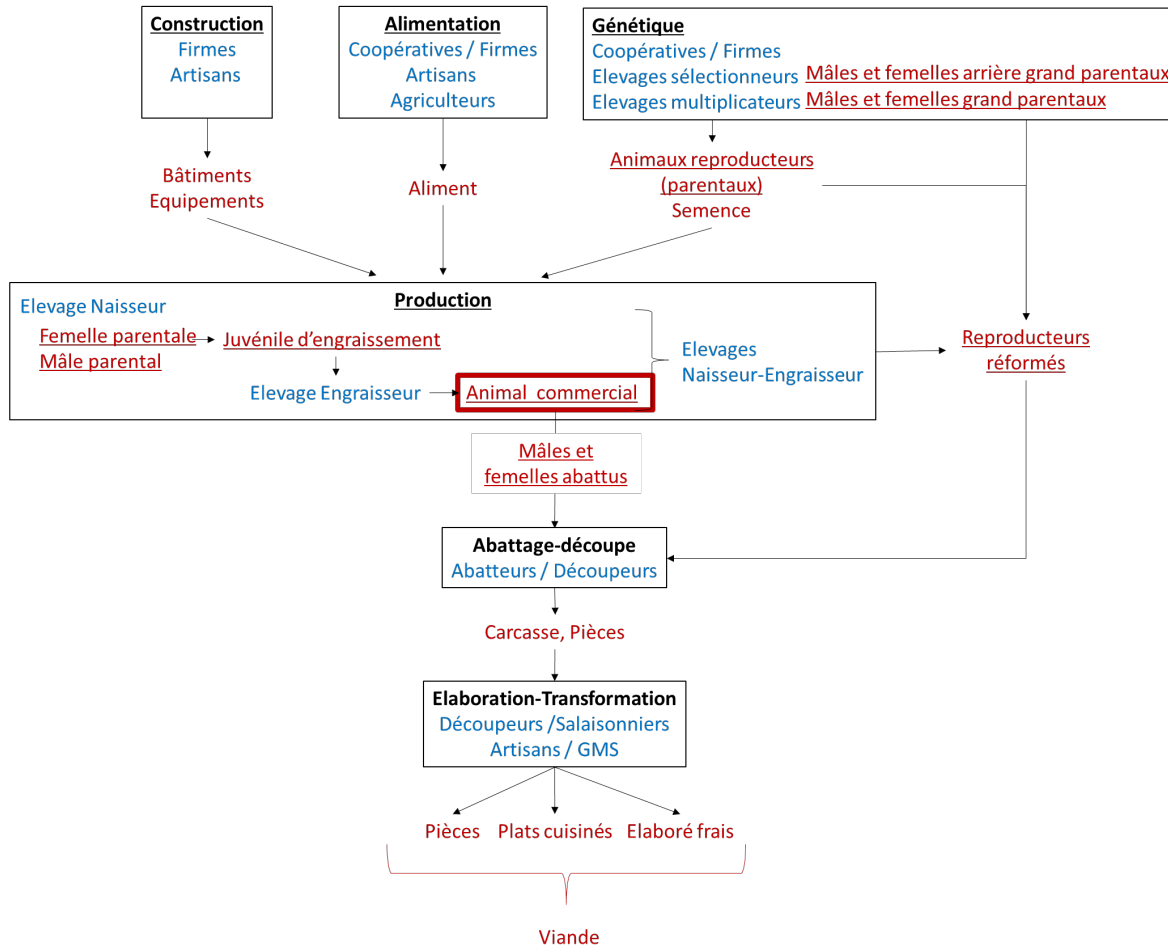 Construction
Firmes
Artisans
Alimentation
Coopératives / Firmes
Artisans
Agriculteurs
Génétique
Coopératives / Firmes
Elevages sélectionneurs Mâles et femelles arrière grand parentaux
Elevages multiplicateurs Mâles et femelles grand parentaux
Bâtiments
Equipements
Aliment
Animaux reproducteurs
(parentaux)
Semence
Production
Elevage Naisseur
Femelle parentale
Mâle parental
Juvénile d'engraissement
Elevage Engraisseur
Animal commercial
Elevages
Naisseur-Engraisseur
Reproducteurs
réformés
Mâles et
femelles abattus
Abattage-découpe
Abatteurs / Découpeurs
Carcasse, Pièces
Elaboration-Transformation
Découpeurs /Salaisonniers
Artisans / GMS
Pièces
Plats cuisinés
Elaboré frais
Viande